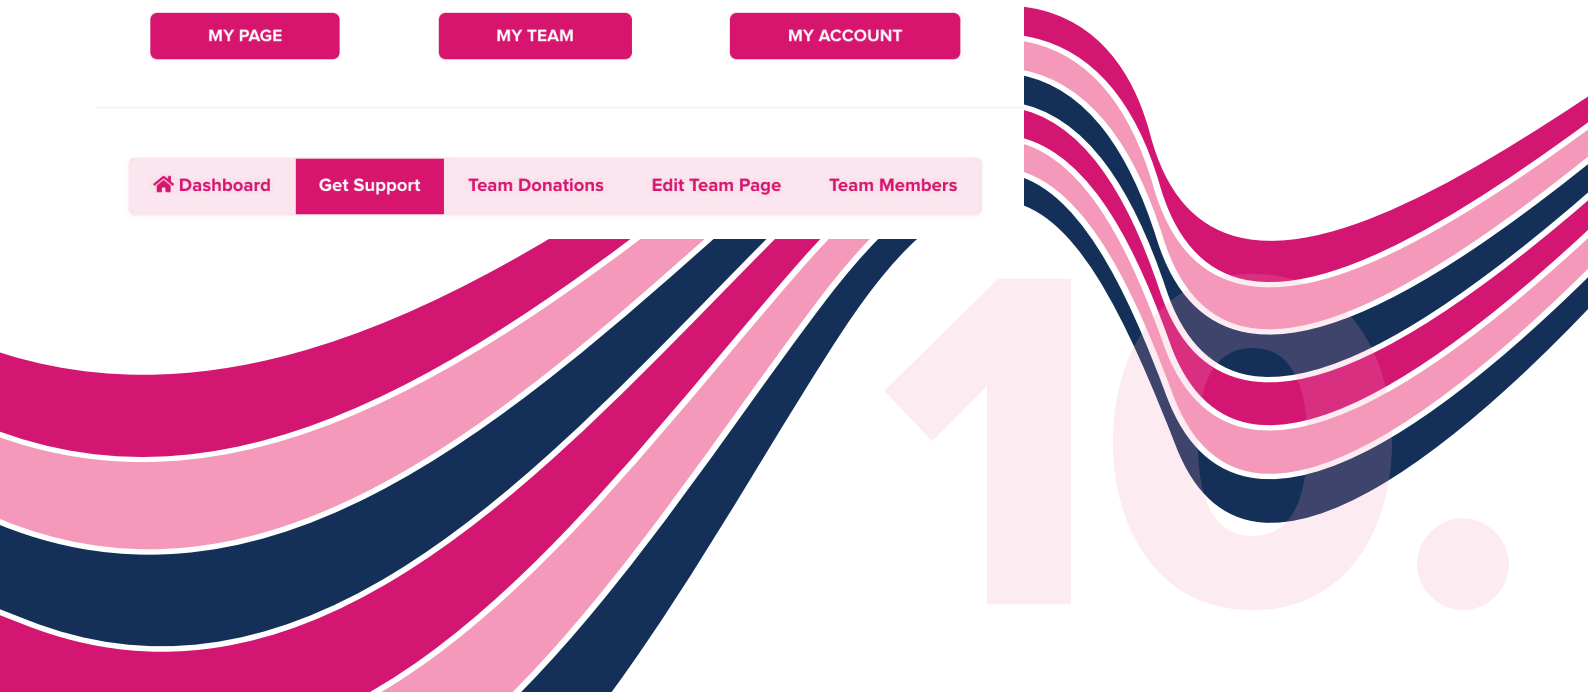 MY PAGE MY TEAM MY ACCOUNT
Dashboard Get Support Team Donations Edit Team Page Team Members
10.